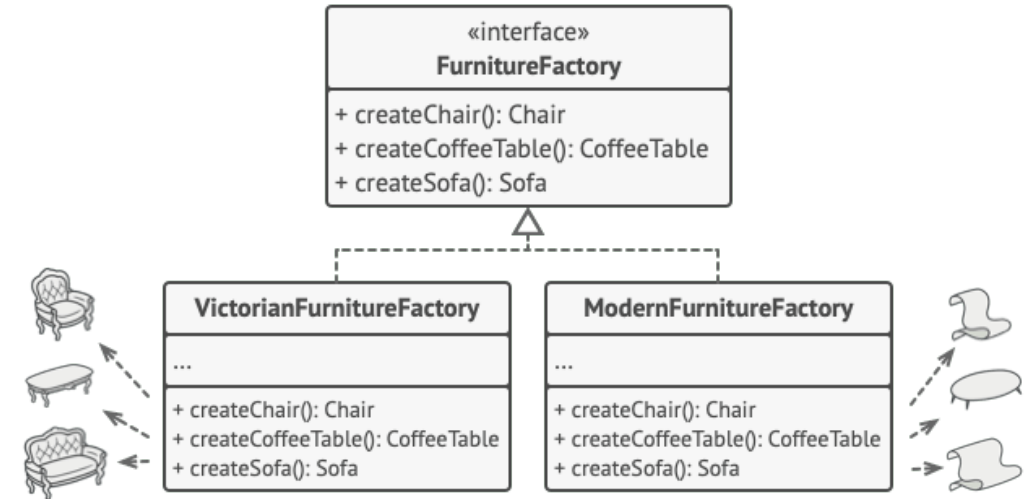 «interface»
FurnitureFactory
+ createChair(): Chair
+ createCoffeeTable(): CoffeeTable
+ createSofa(): Sofa
VictorianFurnitureFactory
...
+ createChair(): Chair
+ createCoffeeTable(): CoffeeTable
+ createSofa(): Sofa
ModernFurnitureFactory
...
+ createChair(): Chair
+ createCoffeeTable(): CoffeeTable
+ createSofa(): Sofa